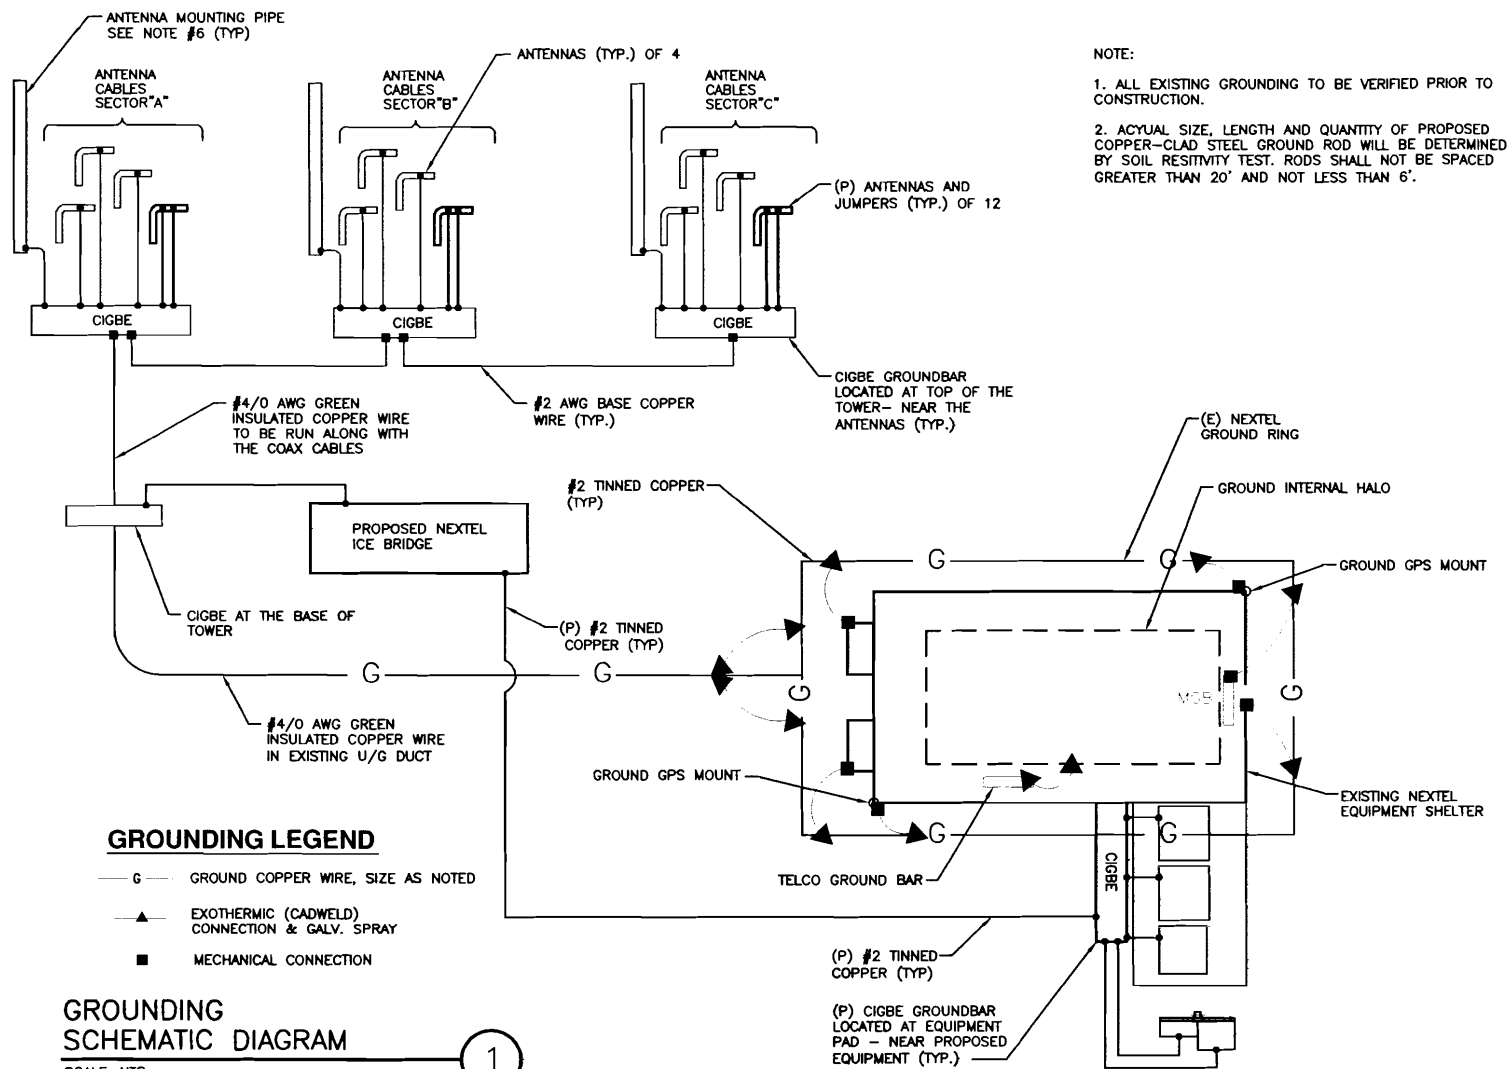 ANTENNA MOUNTING PIPE
SEE NOTE #6 (TYP)
ANTENNA
CABLES
SECTOR"A"
ANTENNA
CABLES
SECTOR"B"
ANTENNAS (TYP.) OF 4
ANTENNA
CABLES
SECTOR"C"
(P) ANTENNAS AND
JUMPERS (TYP.) OF 12
NOTE:
1. ALL EXISTING GROUNDING TO BE VERIFIED PRIOR TO
CONSTRUCTION.
2. ACYUAL SIZE, LENGTH AND QUANTITY OF PROPOSED
COPPER-CLAD STEEL GROUND ROD WILL BE DETERMINED
BY SOIL RESITIVITY TEST. RODS SHALL NOT BE SPACED
GREATER THAN 20' AND NOT LESS THAN 6'.
CIGBE
CIGBE
CIGBE
#4/0 AWG GREEN
INSULATED COPPER WIRE
TO BE RUN ALONG WITH
THE COAX CABLES
#2 AWG BASE COPPER
WIRE (TYP.)
CIGBE GROUNDBAR
LOCATED AT TOP OF THE
TOWER- NEAR THE
ANTENNAS (TYP.)
(E) NEXTEL
GROUND RING
#2 TINNED COPPER
(TYP)
GROUND INTERNAL HALO
PROPOSED NEXTEL
ICE BRIDGE
G
G
GROUND GPS MOUNT
CIGBE AT THE BASE OF
TOWER
(P) #2 TINNED
COPPER (TYP)
G
G
G
MGB
G
#4/0 AWG GREEN
INSULATED COPPER WIRE
IN EXISTING U/G DUCT
GROUND GPS MOUNT
EXISTING NEXTEL
EQUIPMENT SHELTER
G
G
TELCO GROUND BAR
CIGBE
GROUNDING LEGEND
G GROUND COPPER WIRE, SIZE AS NOTED
EXOTHERMIC (CADWELD)
CONNECTION & GALV. SPRAY
MECHANICAL CONNECTION
(P) #2 TINNED
COPPER (TYP)
(P) CIGBE GROUNDBAR
LOCATED AT EQUIPMENT
PAD - NEAR PROPOSED
EQUIPMENT (TYP.)
GROUNDING
SCHEMATIC DIAGRAM
1